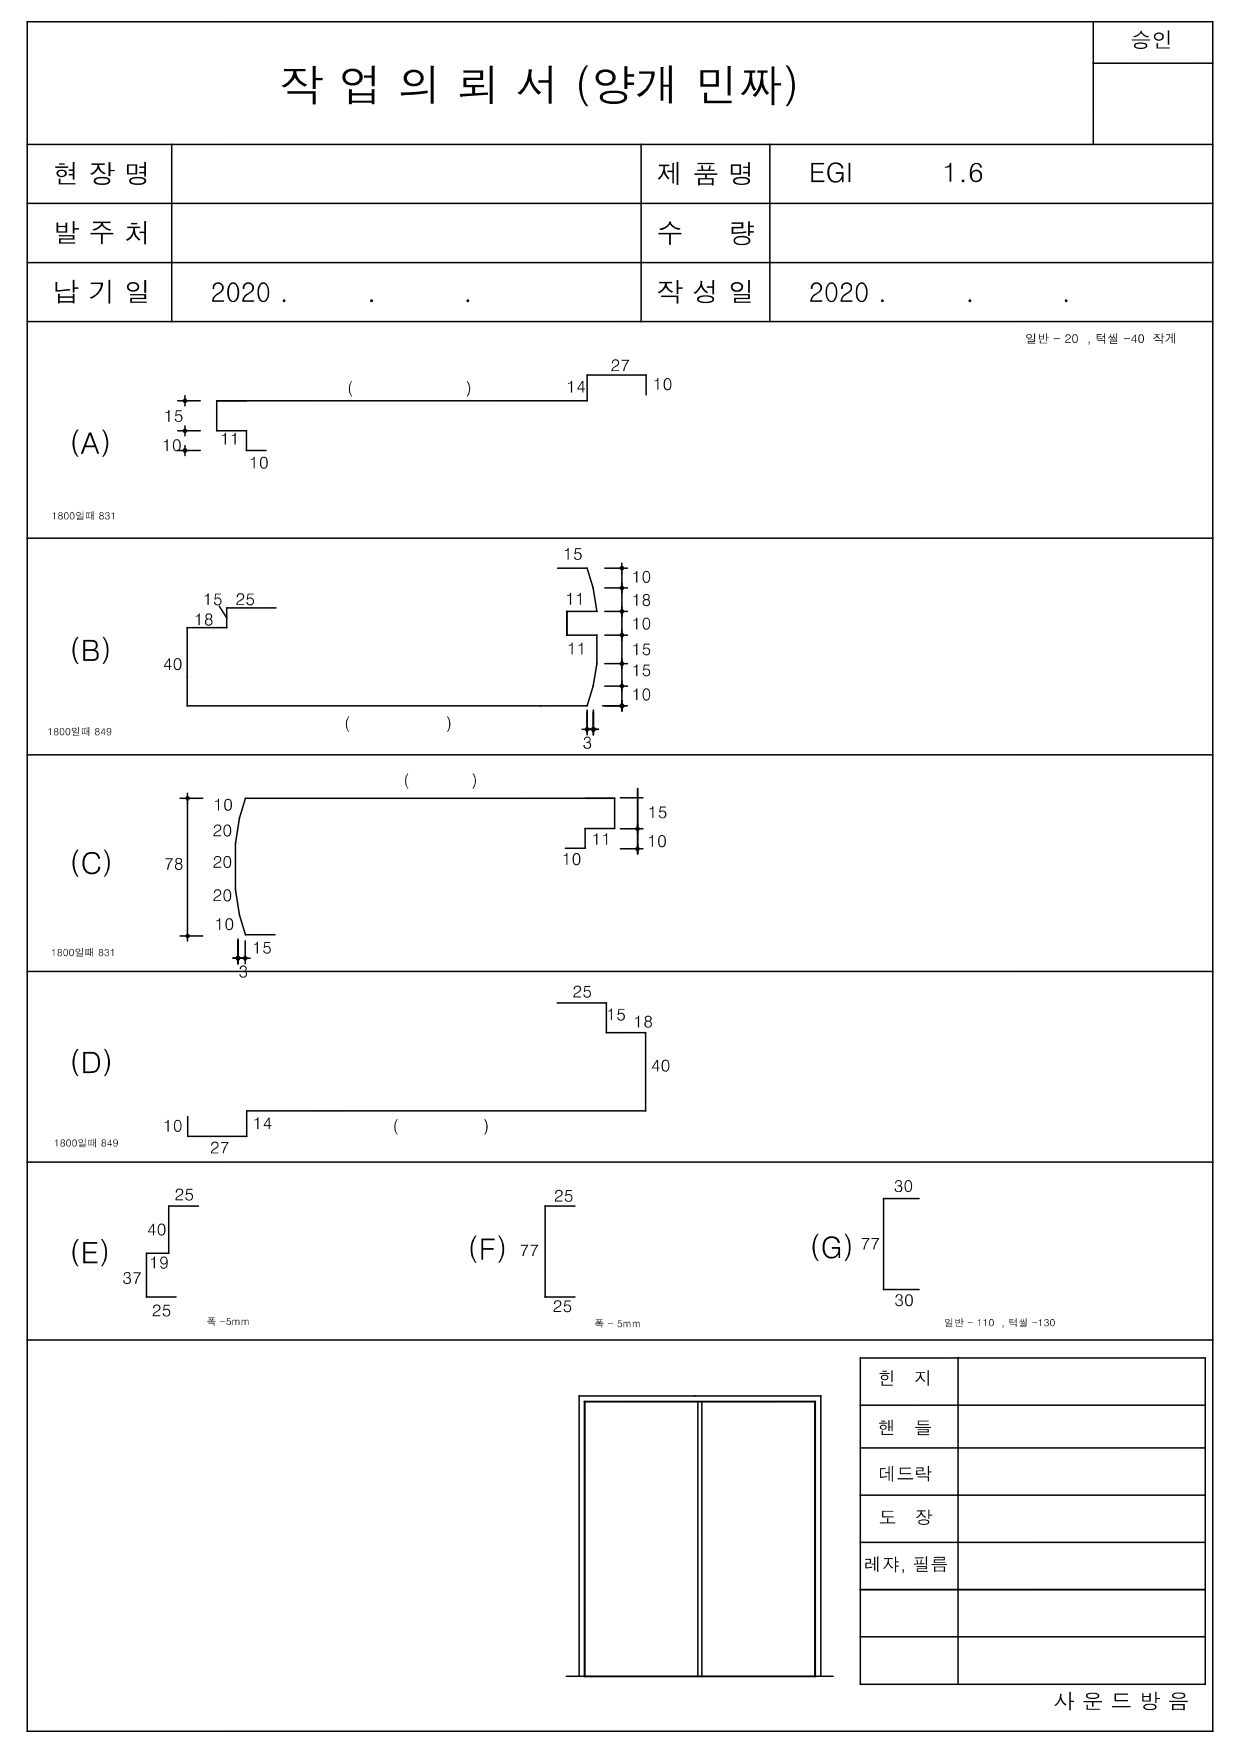 승인
작 업 의 뢰 서 (양개 민짜)
현 장 명
제 품 명 EGI 1.6
발 주 처
수 량
납 기 일 2020 . . .
작 성 일 2020 . . .
일반 - 20 , 턱씰 -40 작게
27
( ) 14 10
15
(A) 10 11
10
1800일때 831
15
10
15 25 11 18
18 10
(B) 11 15
40 15
10
( )
1800일때 849 3
( )
10 15
20 11 10
(C) 78 20 10
20
10
1800일때 831 15
3
25
15 18
(D) 40
10 14 ( )
1800일때 849 27
25
40
(E) 19
37
25
폭 -5mm
25
(F) 77
25
폭 - 5mm
30
(G) 77
30
일반 - 110 , 턱씰 -130
힌 지
핸 들
데드락
도 장
레쟈, 필름
사 운 드 방 음